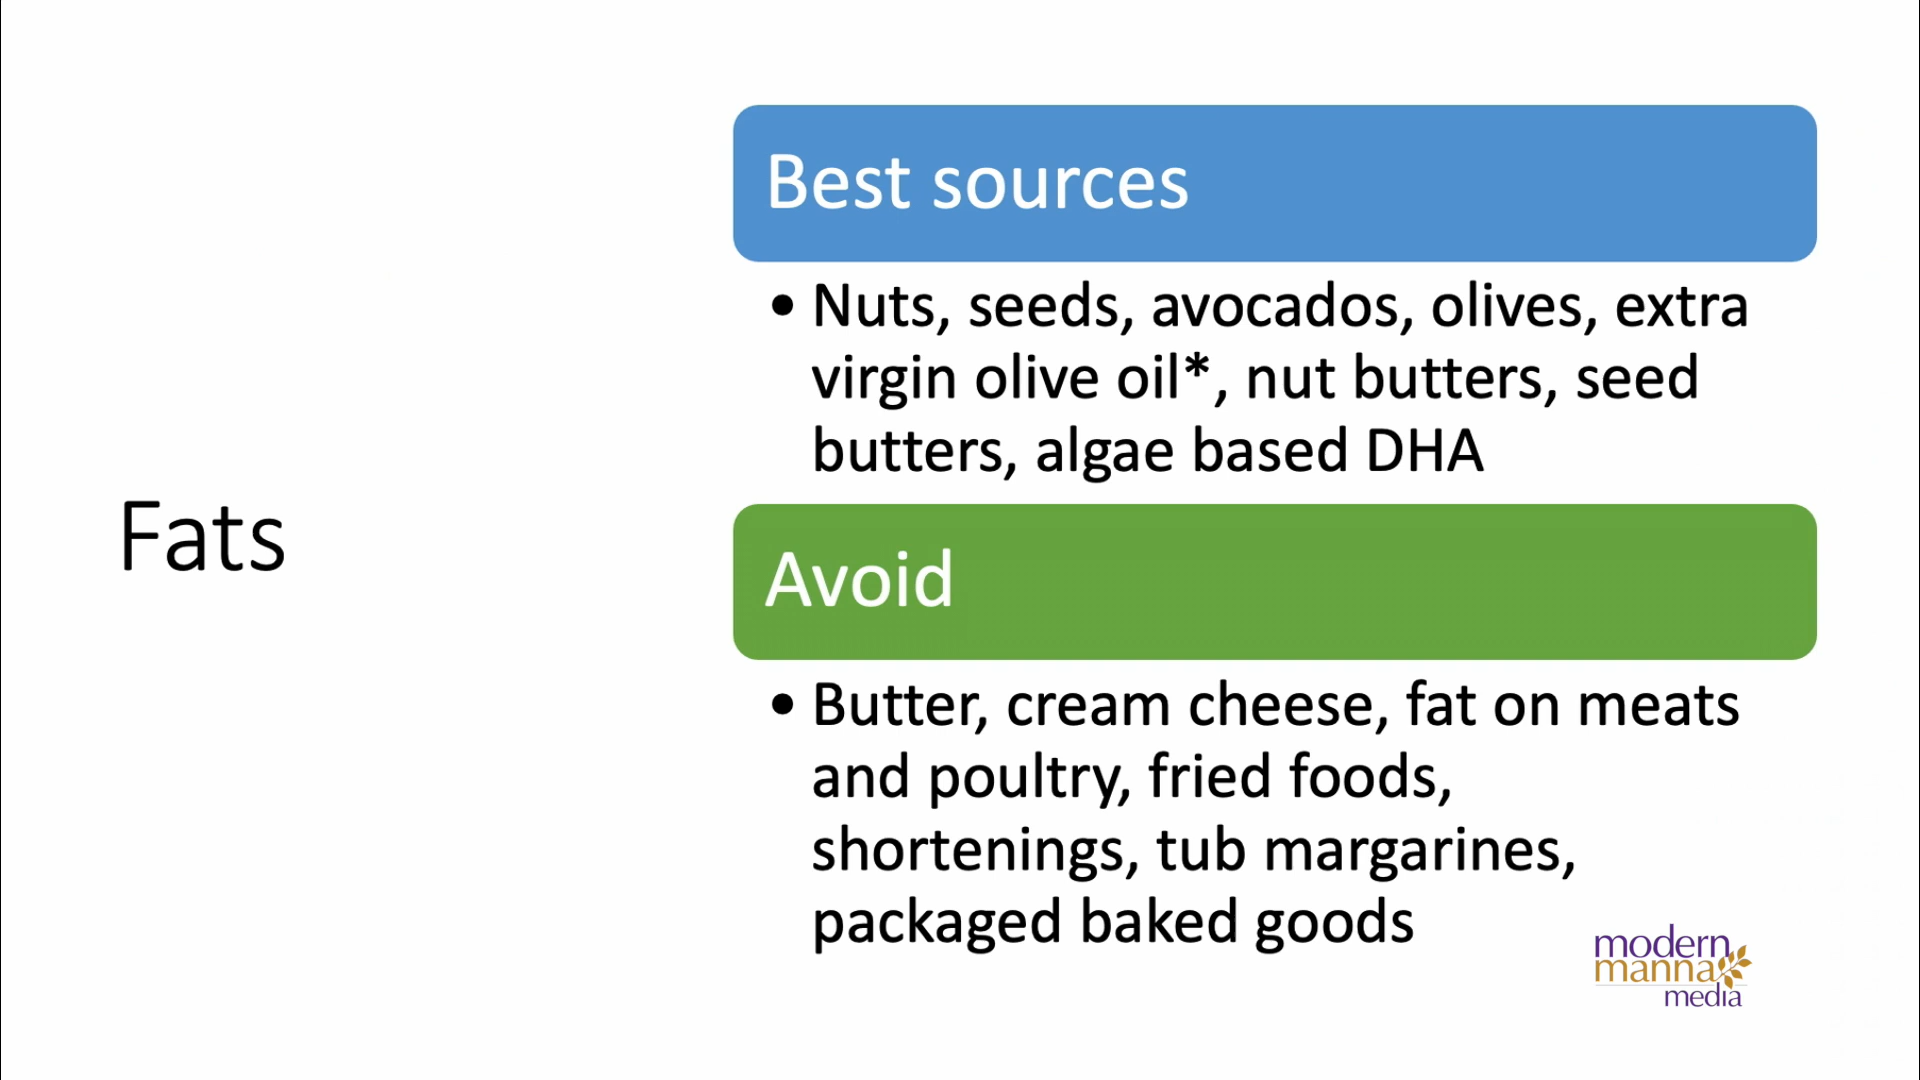 Fats
Best sources
• Nuts, seeds, avocados, olives, extra
virgin olive oil*, nut butters, seed
butters, algae based DHA
Avoid
• Butter, cream cheese, fat on meats
and poultry, fried foods,
shortenings, tub margarines,
packaged baked goods
modern
manna
media